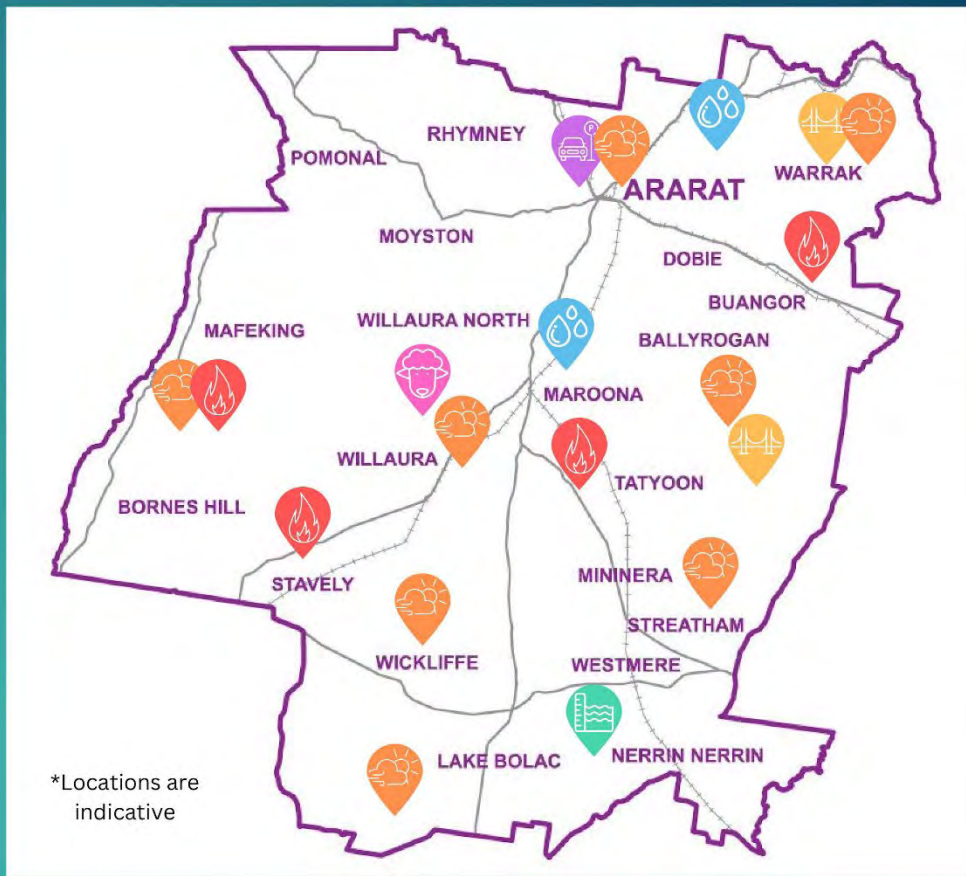 RHYMNEY
P
POMONAL
WARRAK
ARARAT
MOYSTON
DOBIE
BUANGOR
MAFEKING
WILLAURA NORTH
BALLYROGAN
MAROONA
WILLAURA
TATYOON
BORNES HILL
STAVELY
MININERA
STREATHAM
WICKLIFFE
WESTMERE
LAKE BOLAC
NERRIN NERRIN
*Locations are
indicative